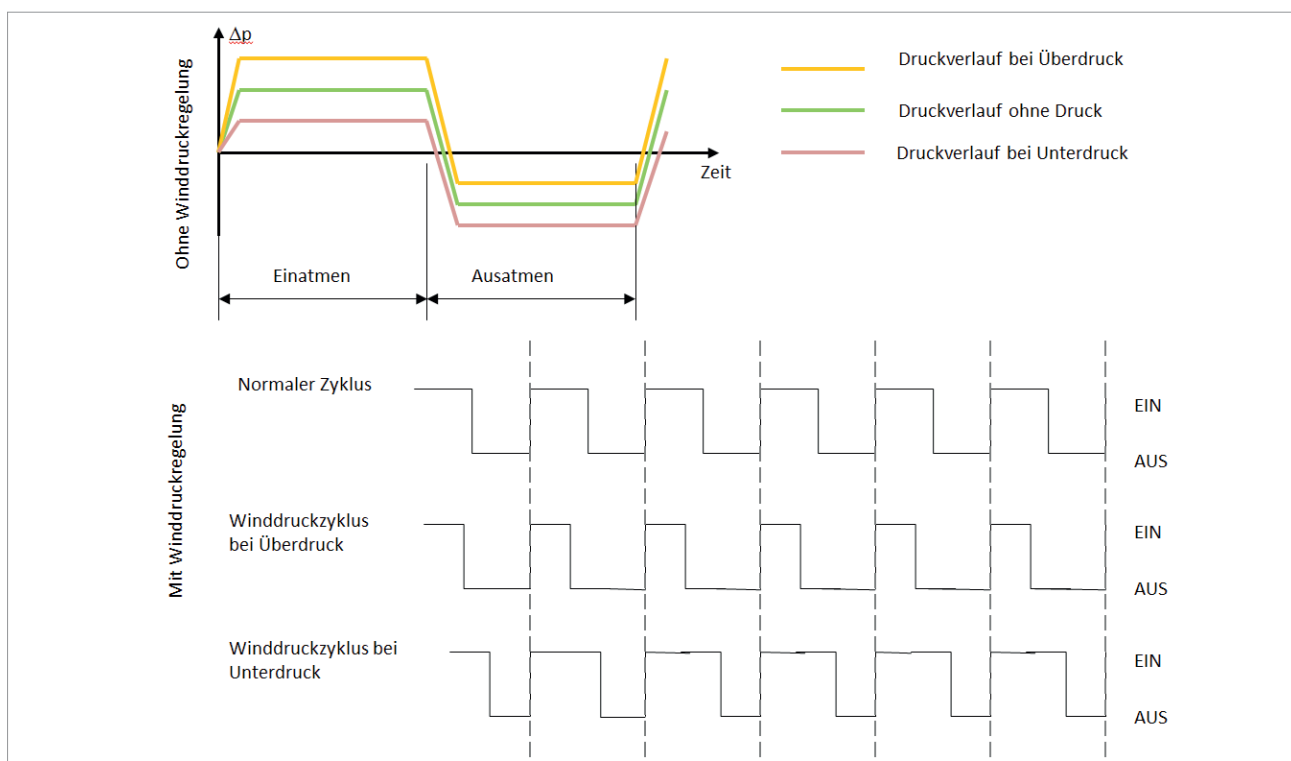 Δp
Ohne Winddruckregelung
Druckverlauf bei Überdruck
Druckverlauf ohne Druck
Druckverlauf bei Unterdruck
Zeit
Einatmen
Ausatmen
Mit Winddruckregelung
Normaler Zyklus
EIN
AUS
Winddruckzyklus
bei Überdruck
EIN
AUS
Winddruckzyklus bei
Unterdruck
EIN
AUS